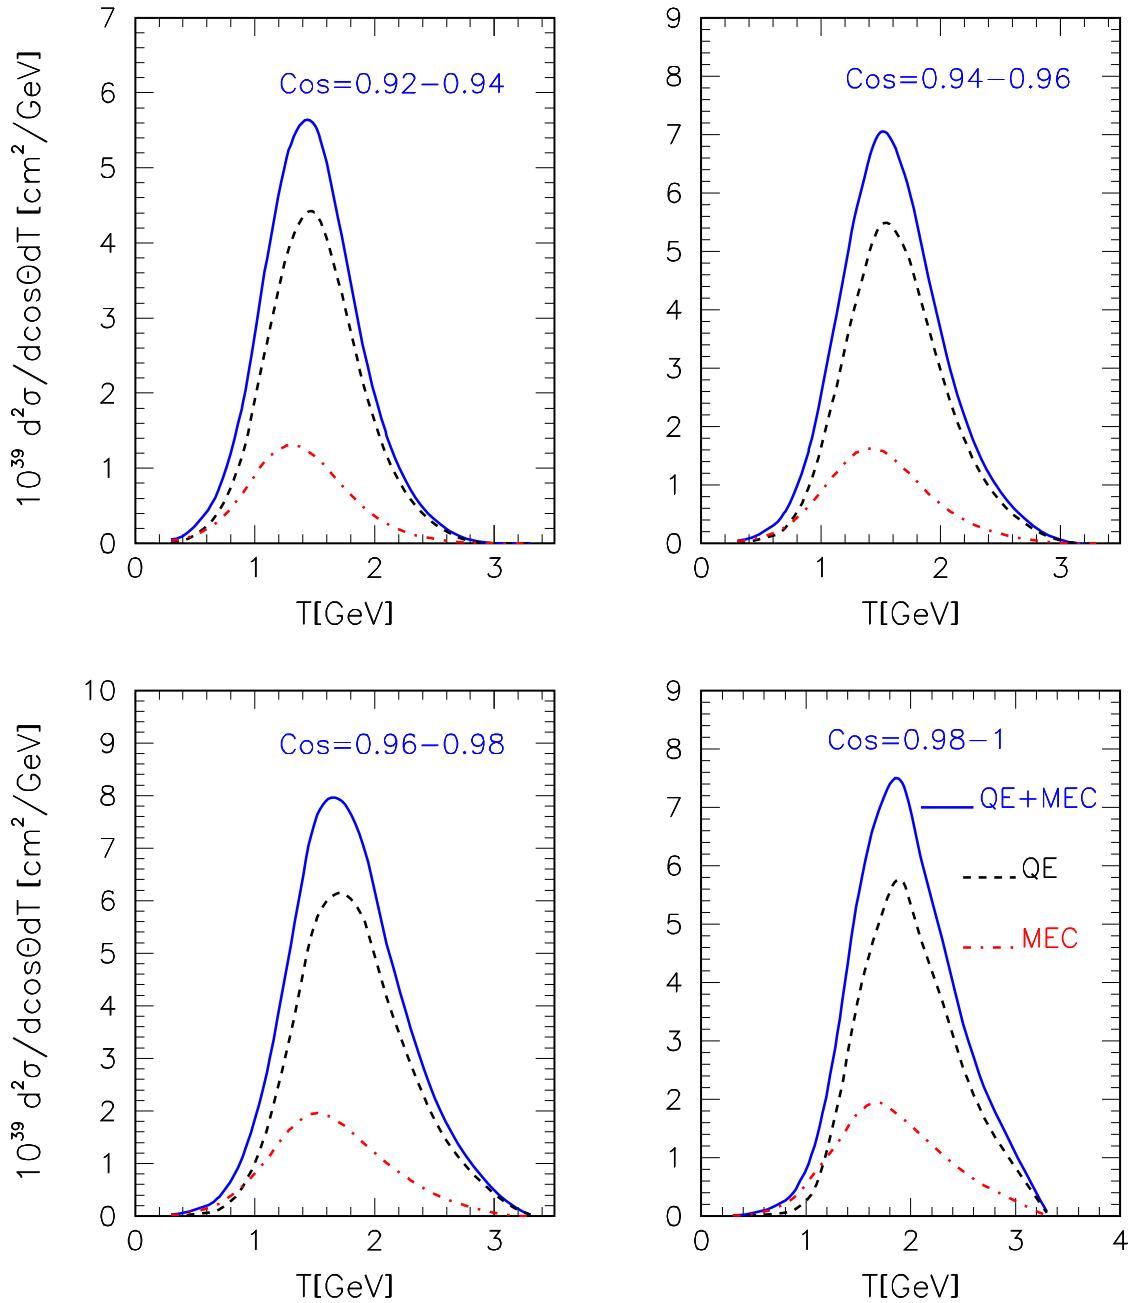 10³⁹ d²σ/dcosΘdT [cm²/GeV]
7
6
5
4
3
2
1
0
Cos=0.92−0.94
0 1 2 3
T[GeV]
9
8
7
6
5
4
3
2
1
0
Cos=0.94−0.96
0 1 2 3
T[GeV]
10³⁹ d²σ/dcosΘdT [cm²/GeV]
10
9
8
7
6
5
4
3
2
1
0
Cos=0.96−0.98
0 1 2 3
T[GeV]
9
8
7
6
5
4
3
2
1
0
Cos=0.98−1
QE+MEC
QE
MEC
0 1 2 3 4
T[GeV]